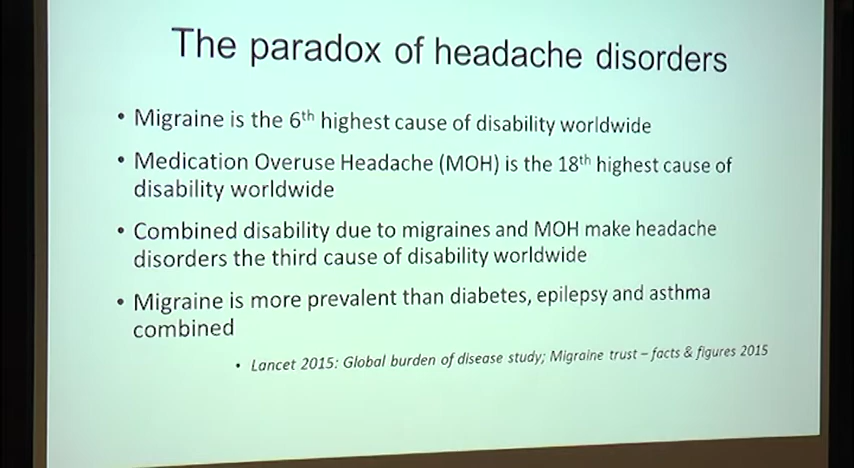 The paradox of headache disorders
• Migraine is the 6th highest cause of disability worldwide
• Medication Overuse Headache (MOH) is the 18th highest cause of
disability worldwide
• Combined disability due to migraines and MOH make headache
disorders the third cause of disability worldwide
• Migraine is more prevalent than diabetes, epilepsy and asthma
combined
• Lancet 2015: Global burden of disease study; Migraine trust – facts & figures 2015